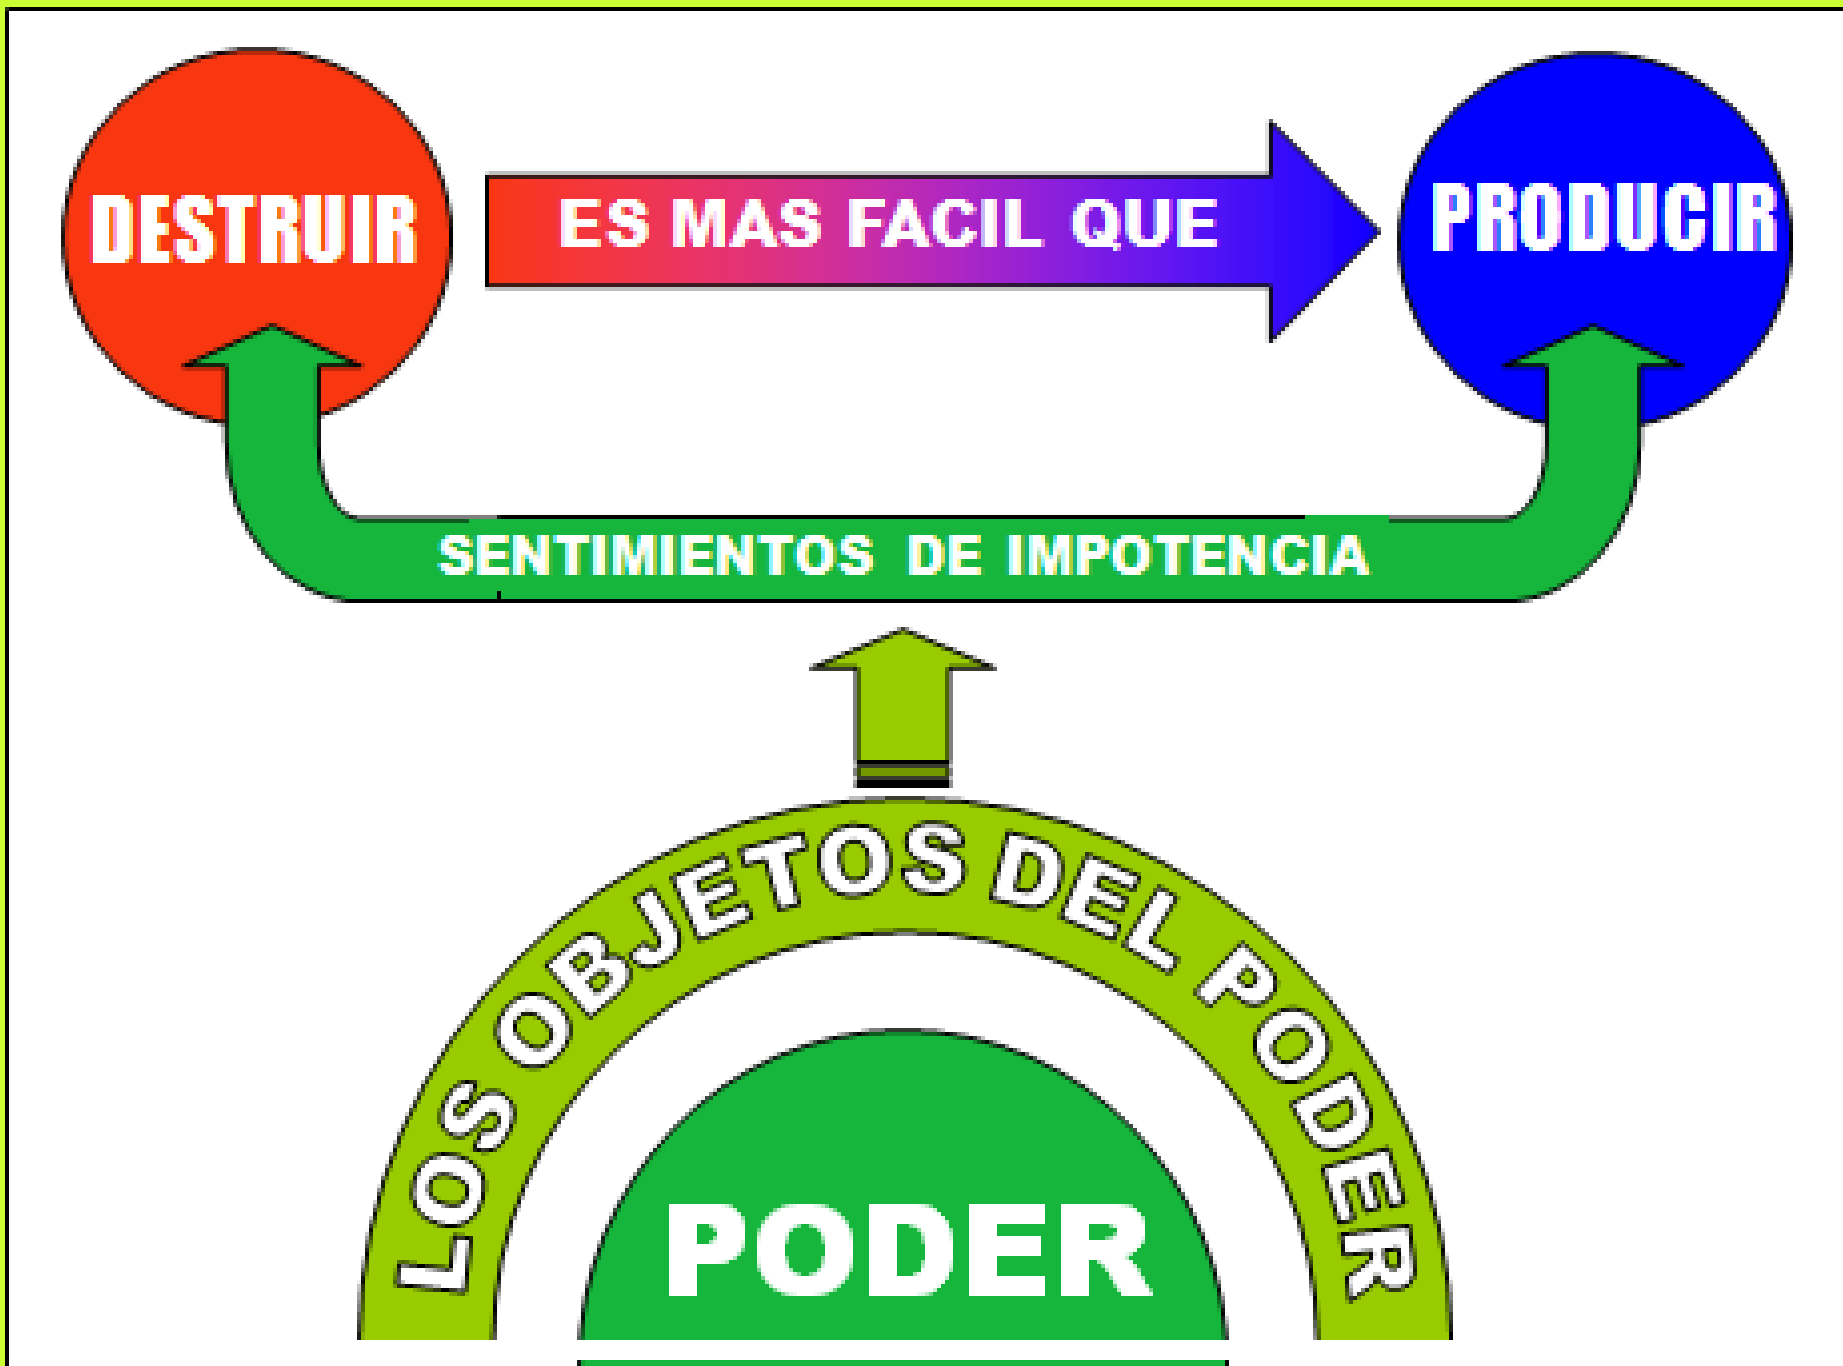 DESTRUIR
ES MAS FACIL QUE
PRODUCIR
SENTIMIENTOS DE IMPOTENCIA
LOS OBJETOS DEL PODER
PODER